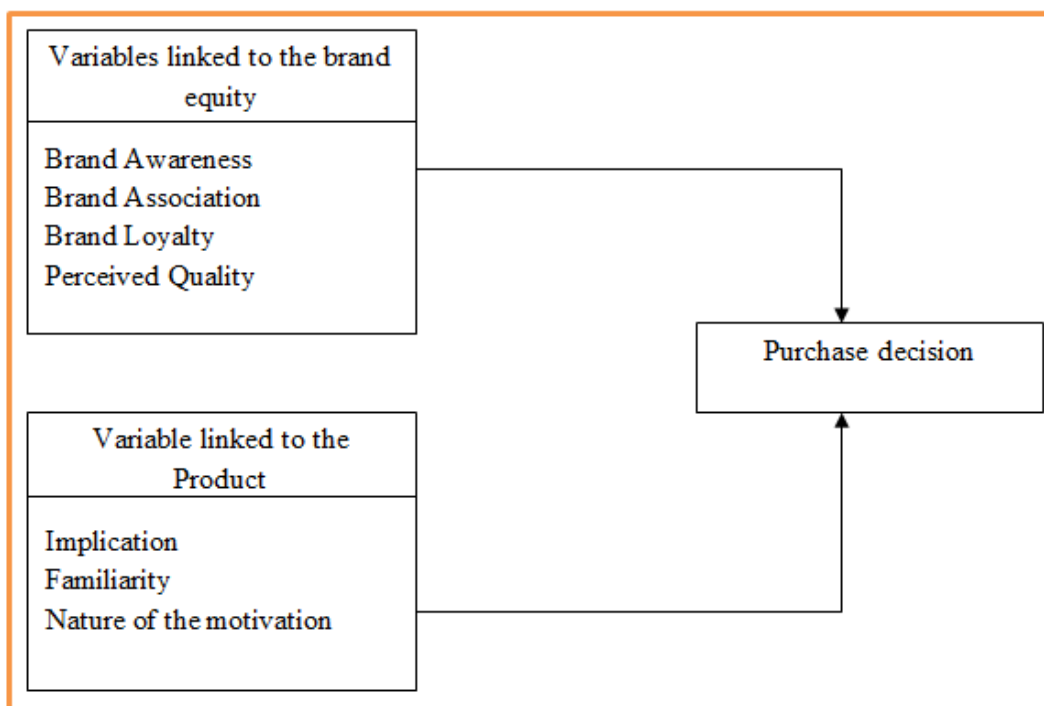 Variables linked to the brand
equity
Brand Awareness
Brand Association
Brand Loyalty
Perceived Quality
Purchase decision
Variable linked to the
Product
Implication
Familiarity
Nature of the motivation